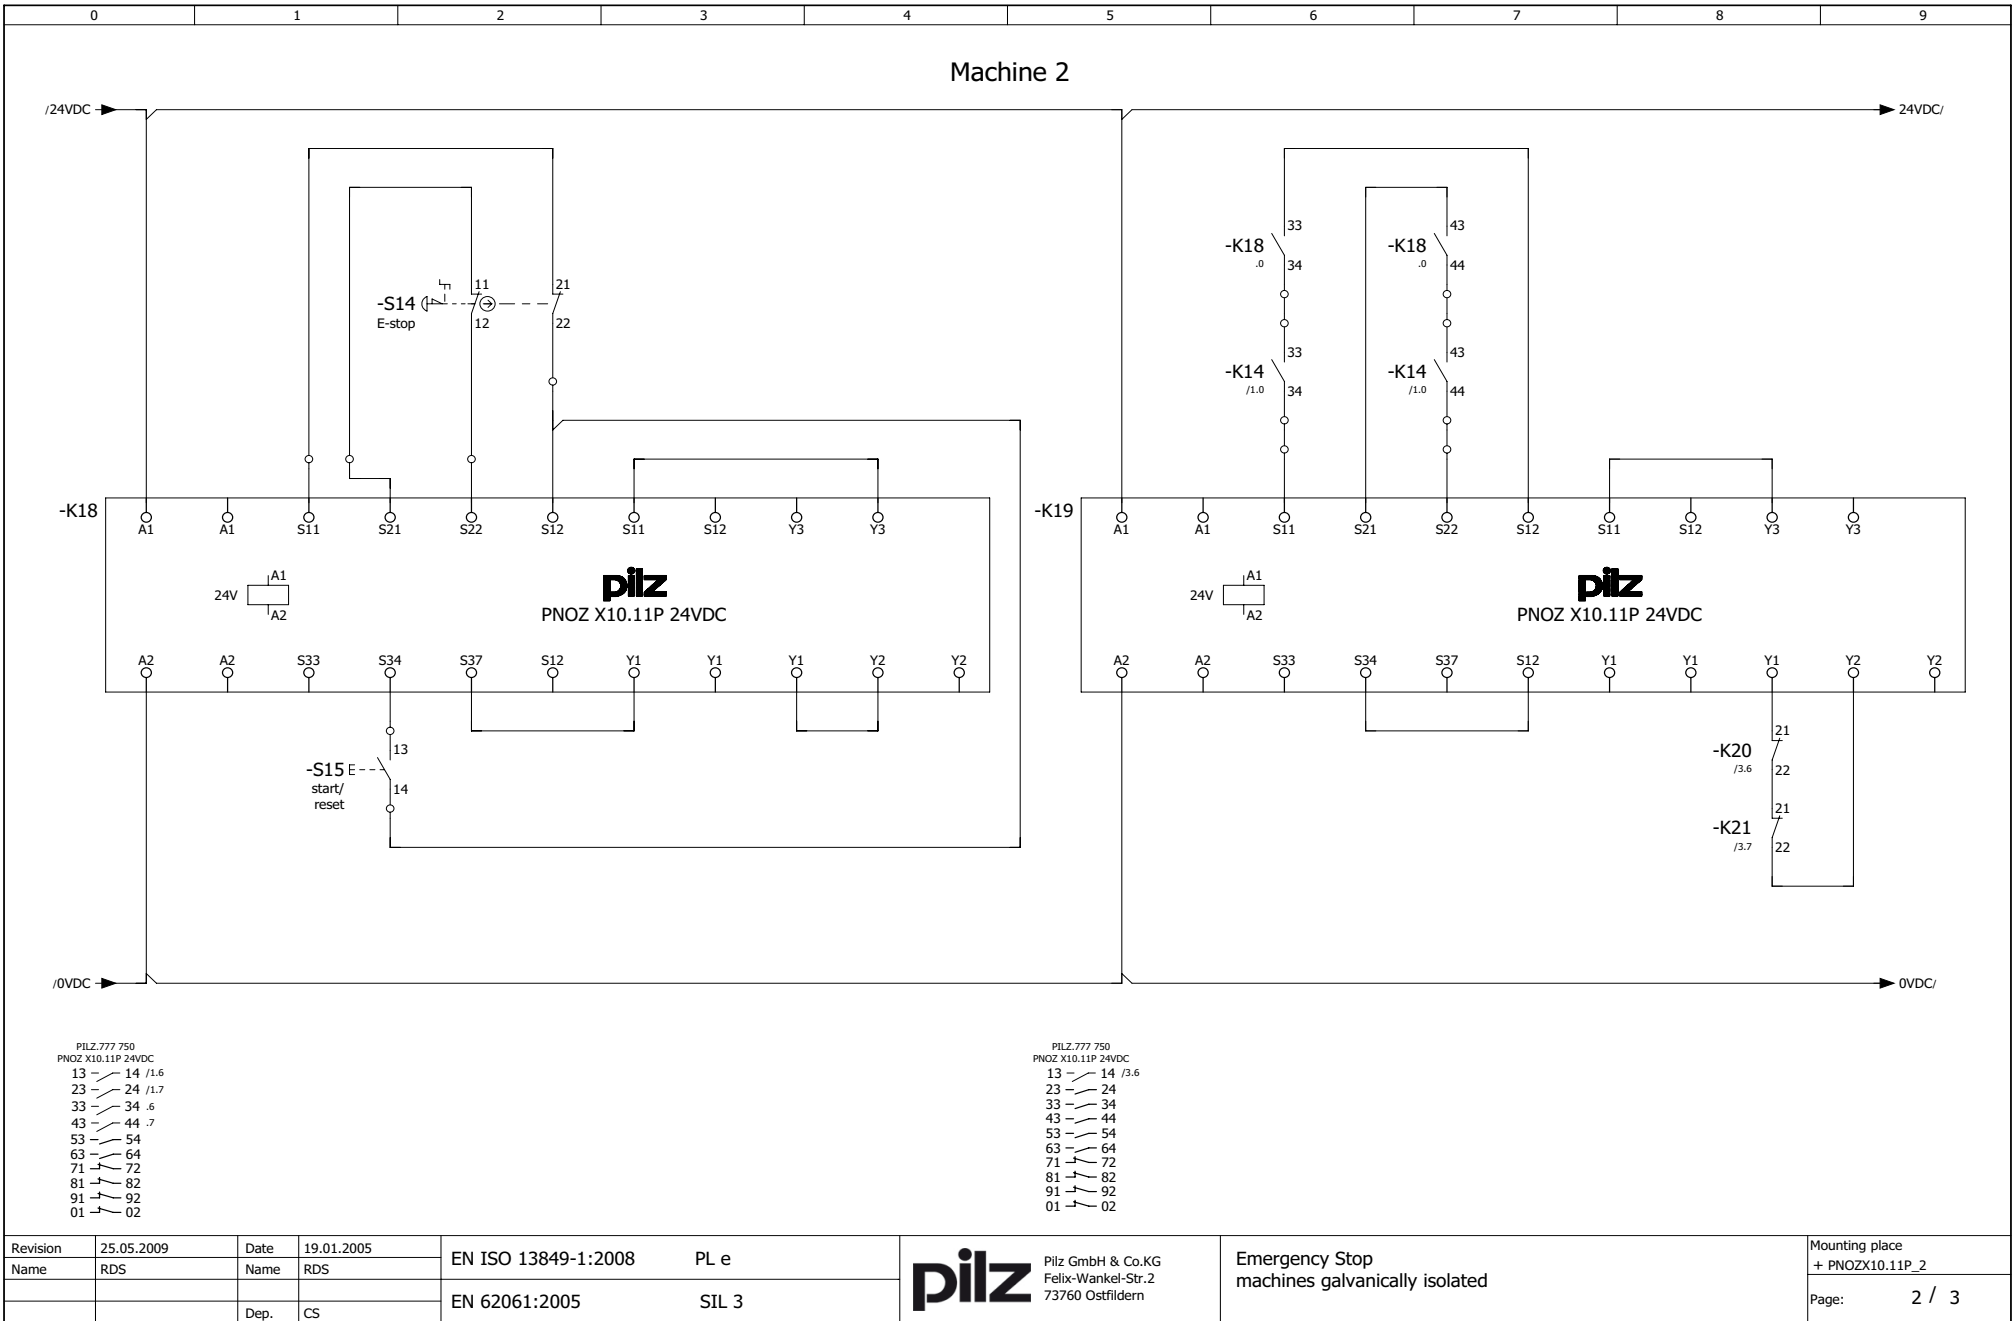 0 1 2 3 4 5 6 7 8 9
Machine 2
/24VDC 24VDC/
-K18 .0 33 34
-K18 .0 43 44
-S14 E-stop 11 12 21 22
-K14 /1.0 33 34
-K14 /1.0 43 44
-K18
A1 A1 S11 S21 S22 S12 S11 S12 Y3 Y3
24V A1 A2
pilz
PNOZ X10.11P 24VDC
A2 A2 S33 S34 S37 S12 Y1 Y1 Y1 Y2 Y2
-K19
A1 A1 S11 S21 S22 S12 S11 S12 Y3 Y3
24V A1 A2
pilz
PNOZ X10.11P 24VDC
A2 A2 S33 S34 S37 S12 Y1 Y1 Y1 Y2 Y2
-S15 13 14
start/
reset
-K20 /3.6 21 22
-K21 /3.7 21 22
/0VDC 0VDC/
PILZ.777 750
PNOZ X10.11P 24VDC
13 14 /1.6
23 24 /1.7
33 34 .6
43 44 .7
53 54
63 64
71 72
81 82
91 92
01 02
PILZ.777 750
PNOZ X10.11P 24VDC
13 14 /3.6
23 24
33 34
43 44
53 54
63 64
71 72
81 82
91 92
01 02
Revision 25.05.2009 Date 19.01.2005
Name RDS Name RDS
Dep. CS
EN ISO 13849-1:2008 PL e
EN 62061:2005 SIL 3
pilz
Pilz GmbH & Co.KG
Felix-Wankel-Str.2
73760 Ostfildern
Emergency Stop
machines galvanically isolated
Mounting place
+ PNOZX10.11P_2
Page: 2 / 3